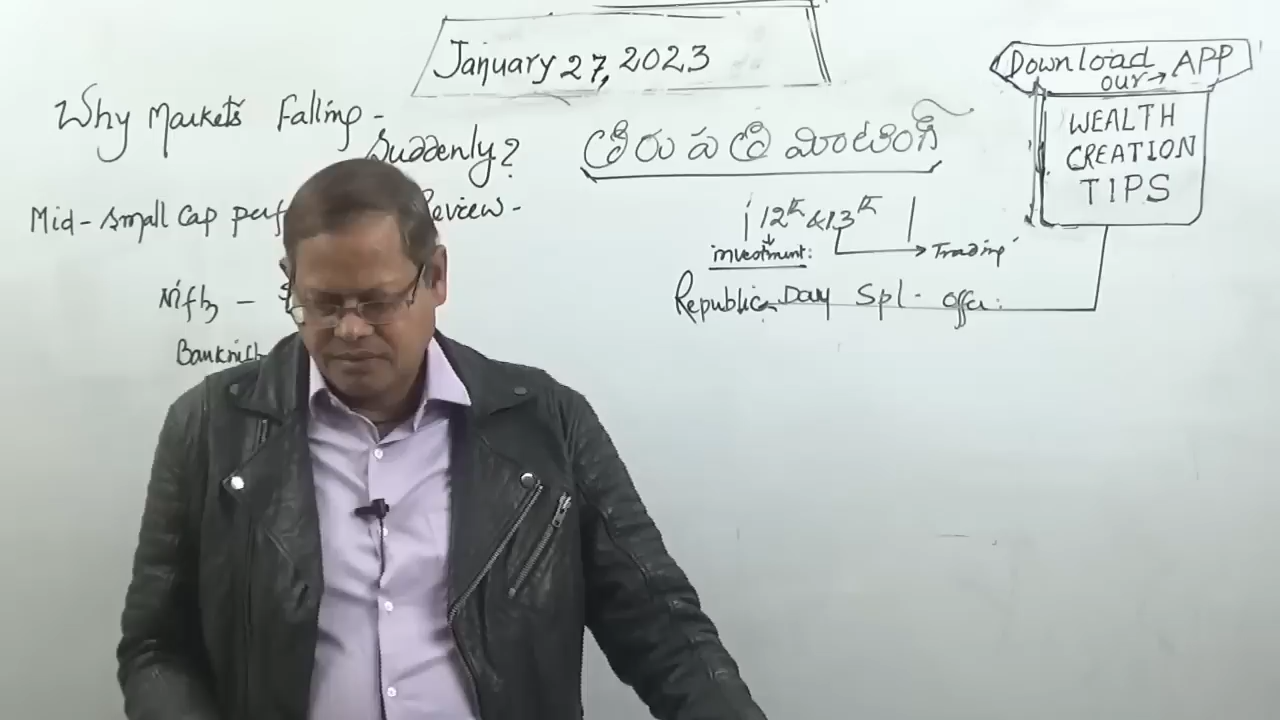 January 27, 2023
Download
our → APP
WEALTH
CREATION
TIPS
Why Markets Falling -
Suddenly?
తిరుపతి మీటింగ్
Mid-Small Cap Review -
12th & 13th
investment: Trading
Nifty -
Republic Day Spl. offer: